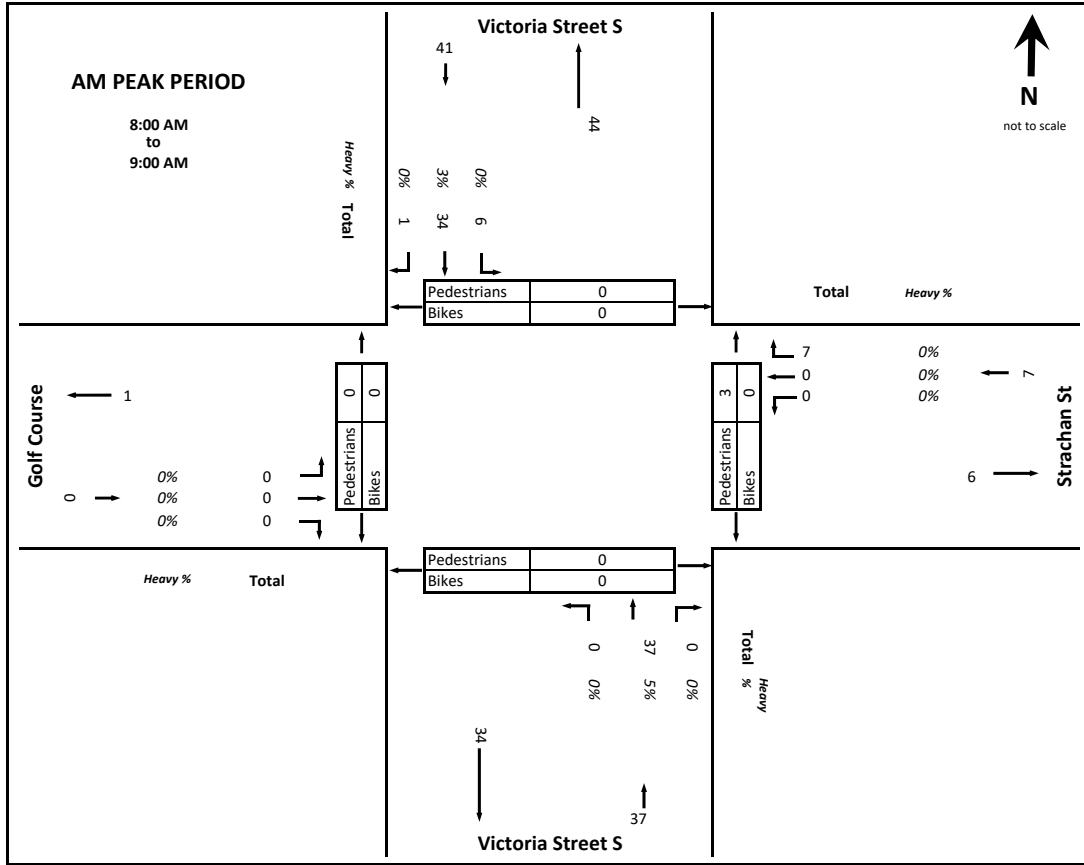 Victoria Street S
41
44
AM PEAK PERIOD
8:00 AM
to
9:00 AM
N
not to scale
Heavy % 0% 3% 0%
Total 1 34 6
Pedestrians 0
Bikes 0
Total Heavy %
7 0%
0 0%
0 0%
7
6
Strachan St
Pedestrians 3
Bikes 0
Golf Course
1
0
0% 0
0% 0
0% 0
Heavy % Total
Pedestrians 0
Bikes 0
Pedestrians 0
Bikes 0
0 37 0 Total
0% 5% 0% Heavy %
34
37
Victoria Street S